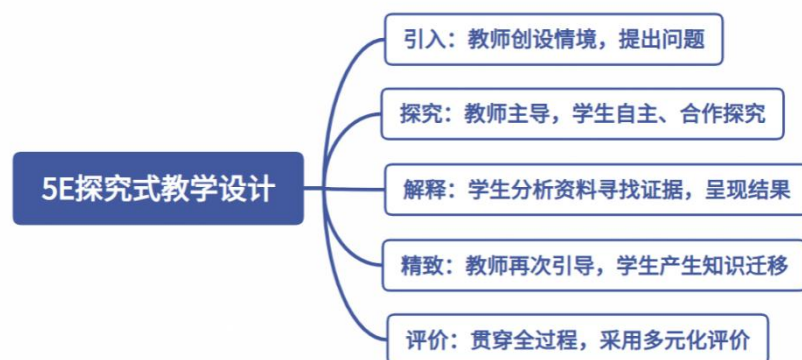 5E探究式教学设计
引入：教师创设情境，提出问题
探究：教师主导，学生自主、合作探究
解释：学生分析资料寻找证据，呈现结果
精致：教师再次引导，学生产生知识迁移
评价：贯穿全过程，采用多元化评价